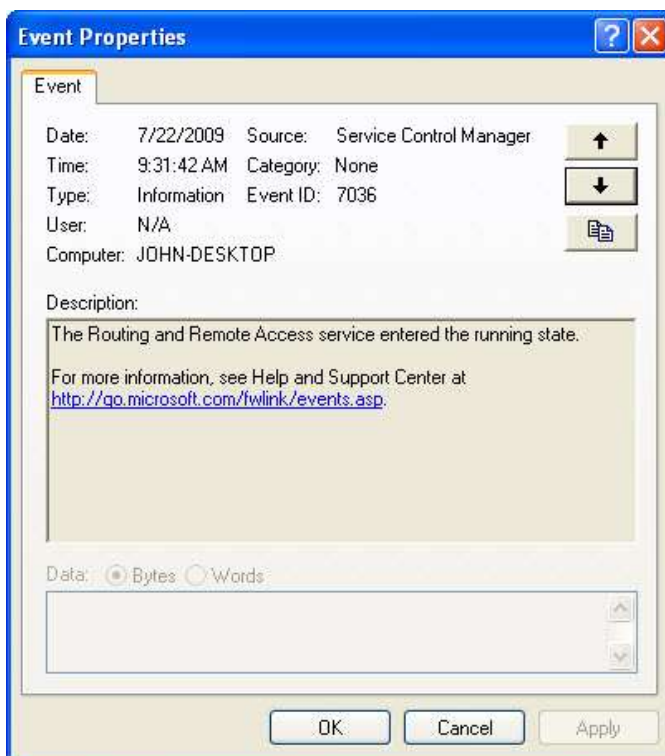 Event Properties
Event
Date: 7/22/2009 Source: Service Control Manager
Time: 9:31:42 AM Category: None
Type: Information Event ID: 7036
User: N/A
Computer: JOHN-DESKTOP
Description:
The Routing and Remote Access service entered the running state.
For more information, see Help and Support Center at
http://go.microsoft.com/fwlink/events.asp.
Data: Bytes Words
OK Cancel Apply